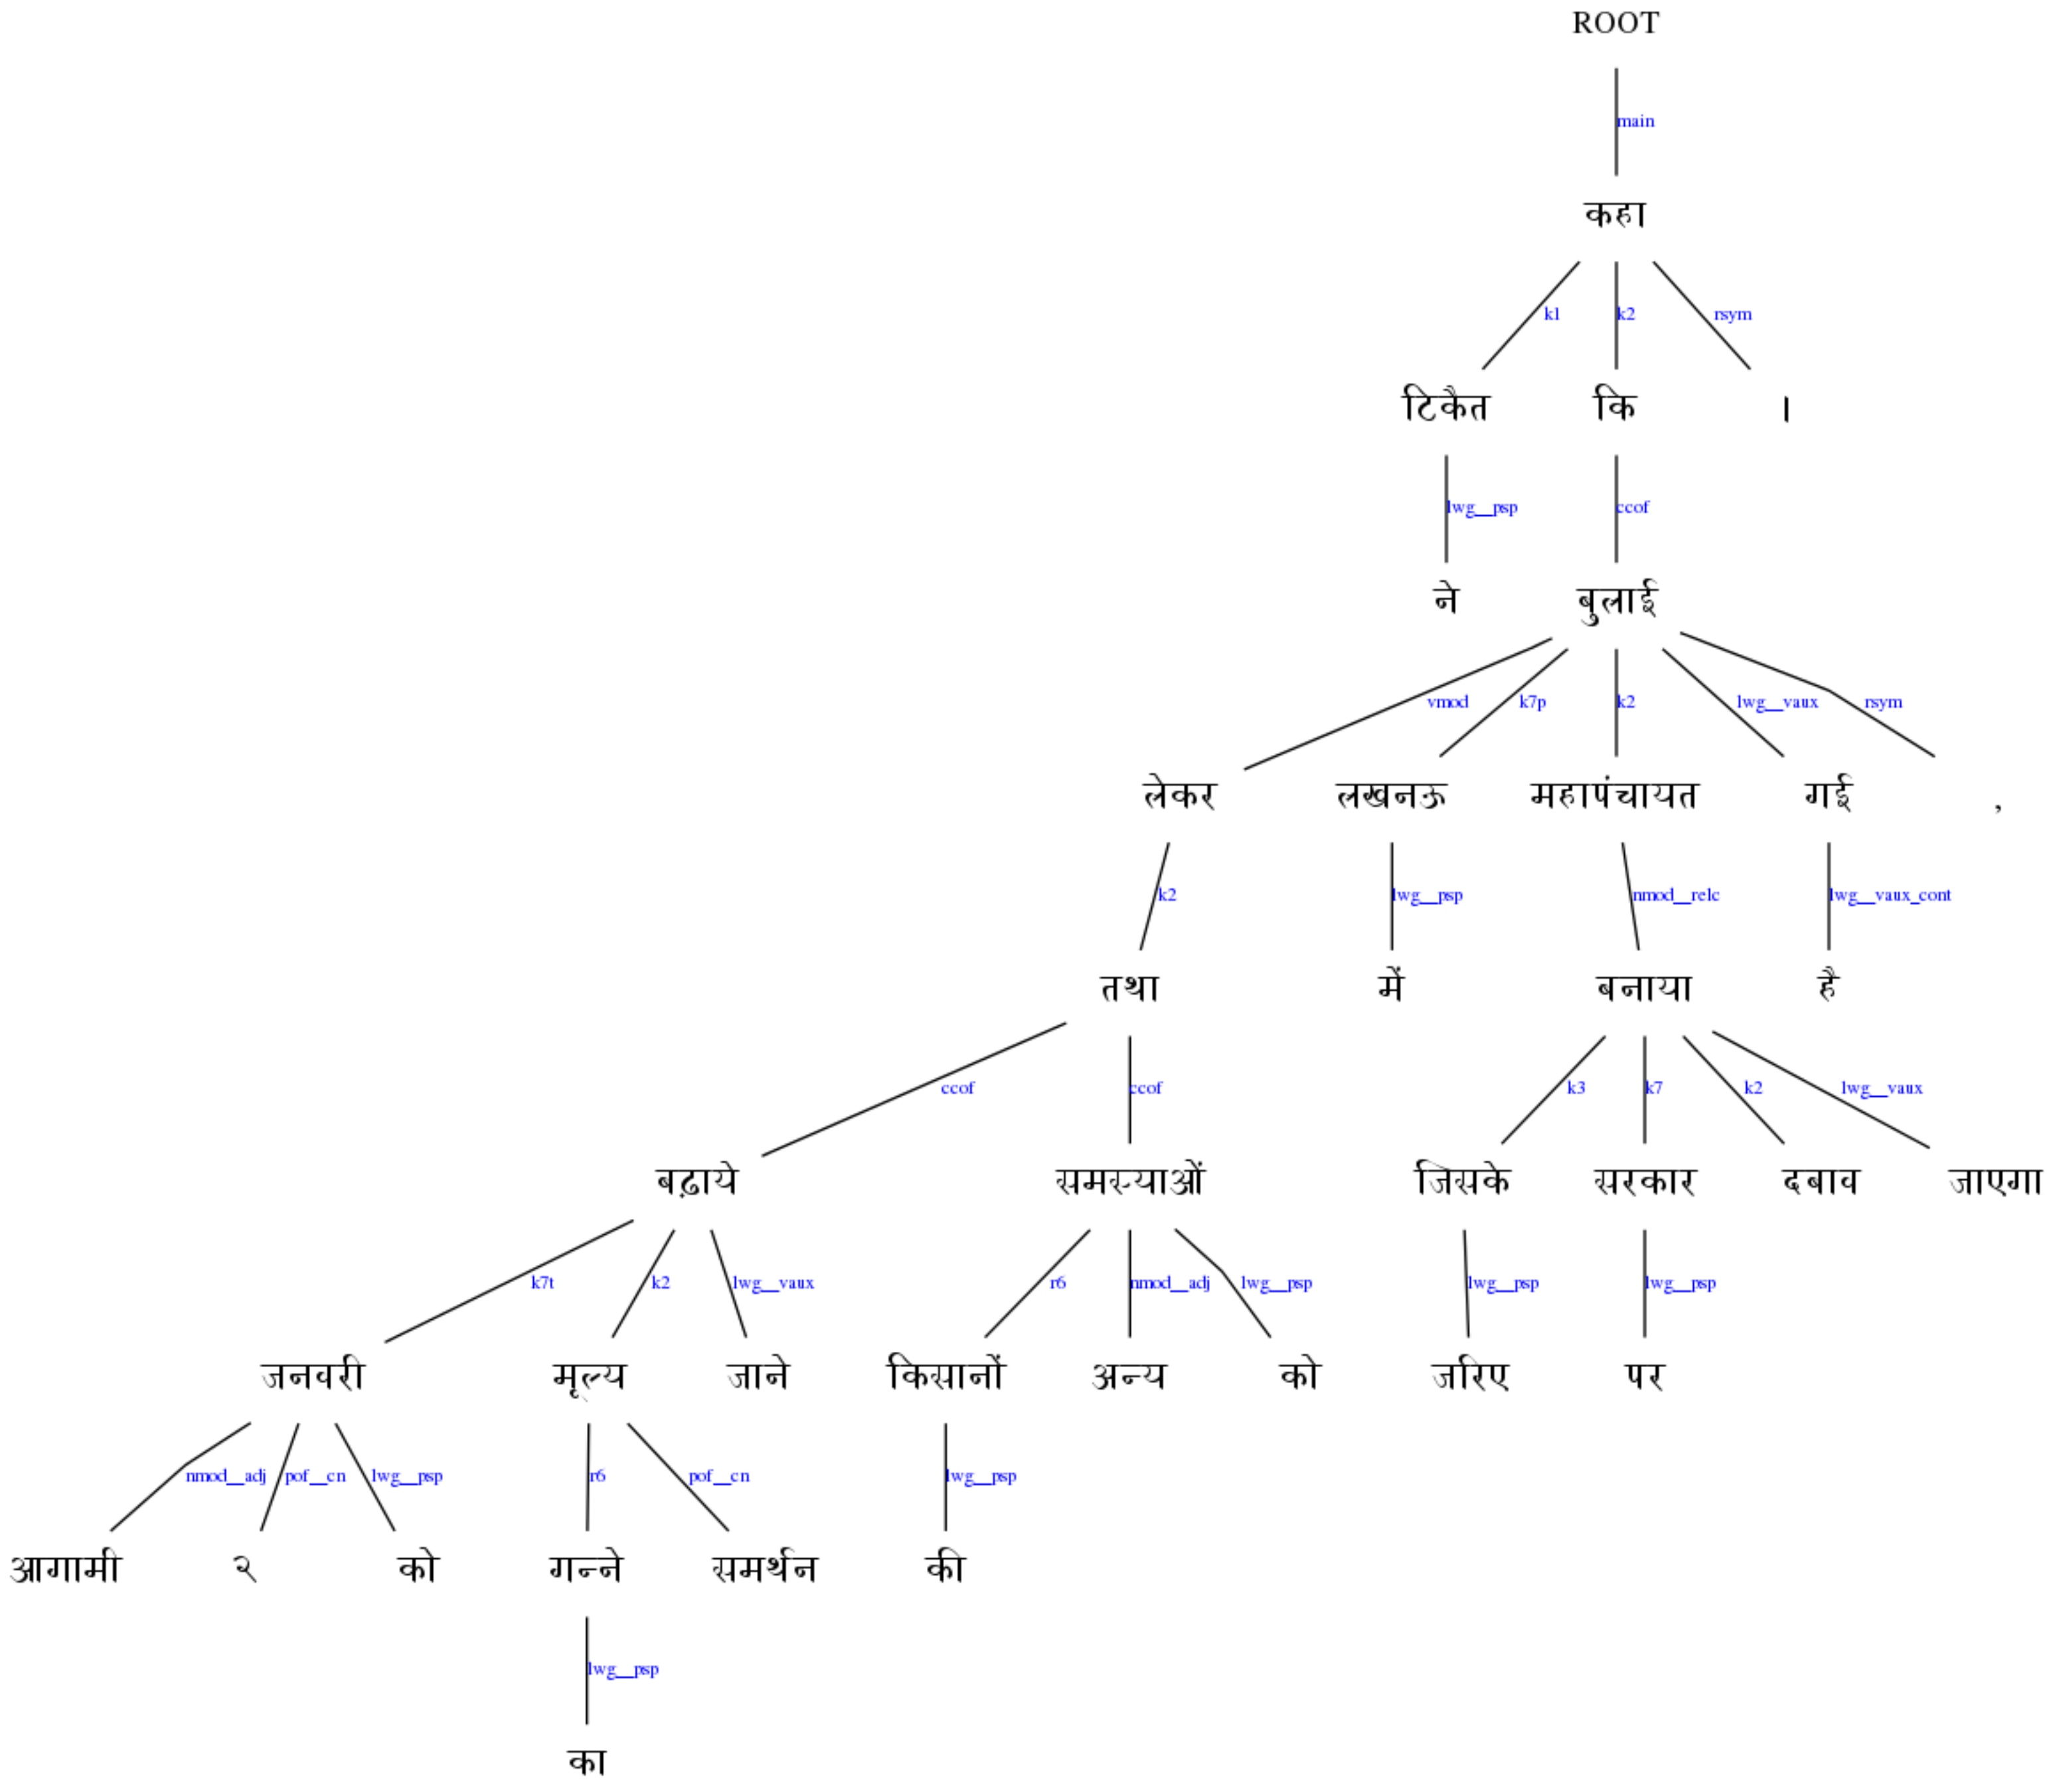 ROOT
main
कहा
k1 k2 rsym
टिकैत कि ।
lwg__psp ccof
ने बुलाई
vmod k7p k2 lwg__vaux rsym
लेकर लखनऊ महापंचायत गई ,
k2 lwg__psp nmod__relc lwg__vaux_cont
तथा में बनाया है
ccof ccof k3 k7 k2 lwg__vaux
बढ़ाये समस्याओं जिसके सरकार दबाव जाएगा
k7t k2 lwg__vaux r6 nmod__adj lwg__psp lwg__psp lwg__psp
जनवरी मूल्य जाने किसानों अन्य को जरिए पर
nmod__adj pof__cn lwg__psp r6 pof__cn lwg__psp
आगामी २ को गन्ने समर्थन की
lwg__psp
का